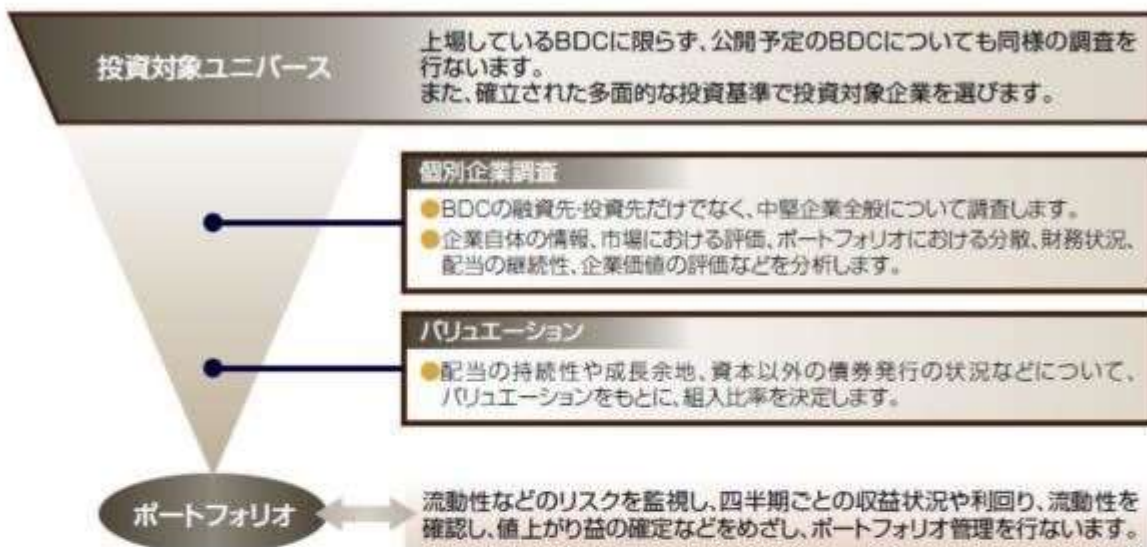 投資対象ユニバース
上場しているBDCに限らず、公開予定のBDCについても同様の調査を
行ないます。
また、確立された多面的な投資基準で投資対象企業を選びます。
個別企業調査
●BDCの融資先・投資先だけでなく、中堅企業全般について調査します。
●企業自体の情報、市場における評価、ポートフォリオにおける分散、財務状況、
配当の継続性、企業価値の評価などを分析します。
バリュエーション
●配当の持続性や成長余地、資本以外の債券発行の状況などについて、
バリュエーションをもとに、組入比率を決定します。
ポートフォリオ
流動性などのリスクを監視し、四半期ごとの収益状況や利回り、流動性を
確認し、値上がり益の確定などをめざし、ポートフォリオ管理を行ないます。